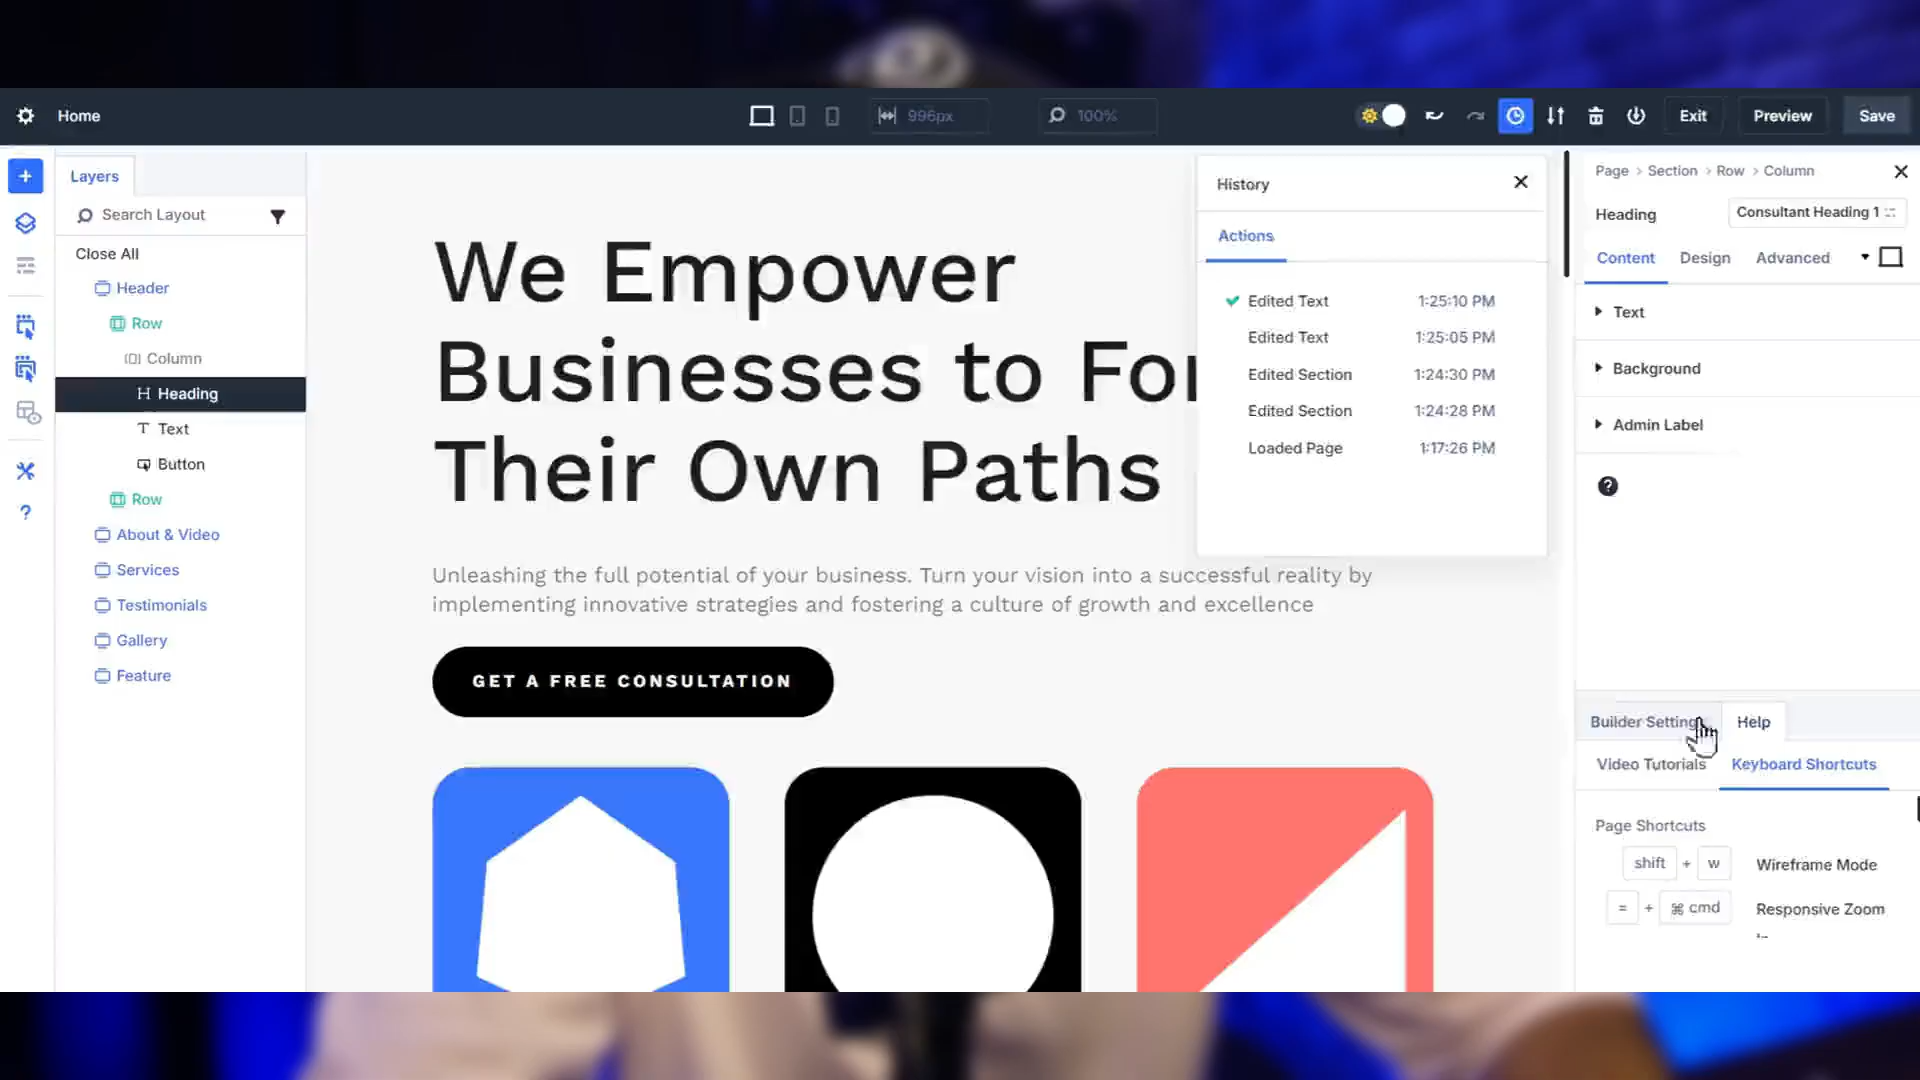 Home
996px
100%
Exit
Preview
Save
Layers
Search Layout
Close All
Header
Row
Column
Heading
Text
Button
Row
About & Video
Services
Testimonials
Gallery
Feature
We Empower
Businesses to For
Their Own Paths
Unleashing the full potential of your business. Turn your vision into a successful reality by
implementing innovative strategies and fostering a culture of growth and excellence
GET A FREE CONSULTATION
History
Actions
Edited Text 1:25:10 PM
Edited Text 1:25:05 PM
Edited Section 1:24:30 PM
Edited Section 1:24:28 PM
Loaded Page 1:17:26 PM
Page > Section > Row > Column
Heading
Consultant Heading 1
Content Design Advanced
Text
Background
Admin Label
Builder Setting
Help
Video Tutorials
Keyboard Shortcuts
Page Shortcuts
shift + w Wireframe Mode
= + ⌘ cmd Responsive Zoom